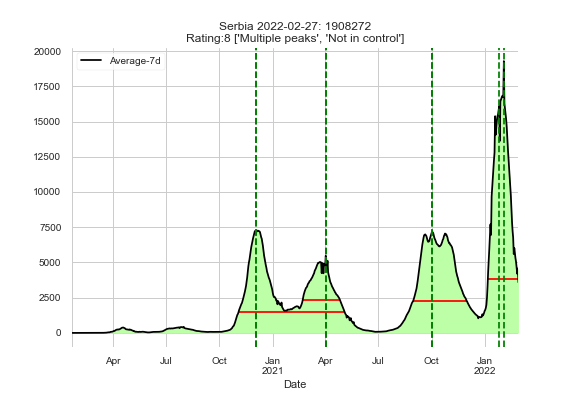 Serbia 2022-02-27: 1908272
Rating:8 ['Multiple peaks', 'Not in control']
20000
17500
15000
12500
10000
7500
5000
2500
0
Average-7d
Apr
Jul
Oct
Jan
2021
Apr
Jul
Oct
Jan
2022
Date